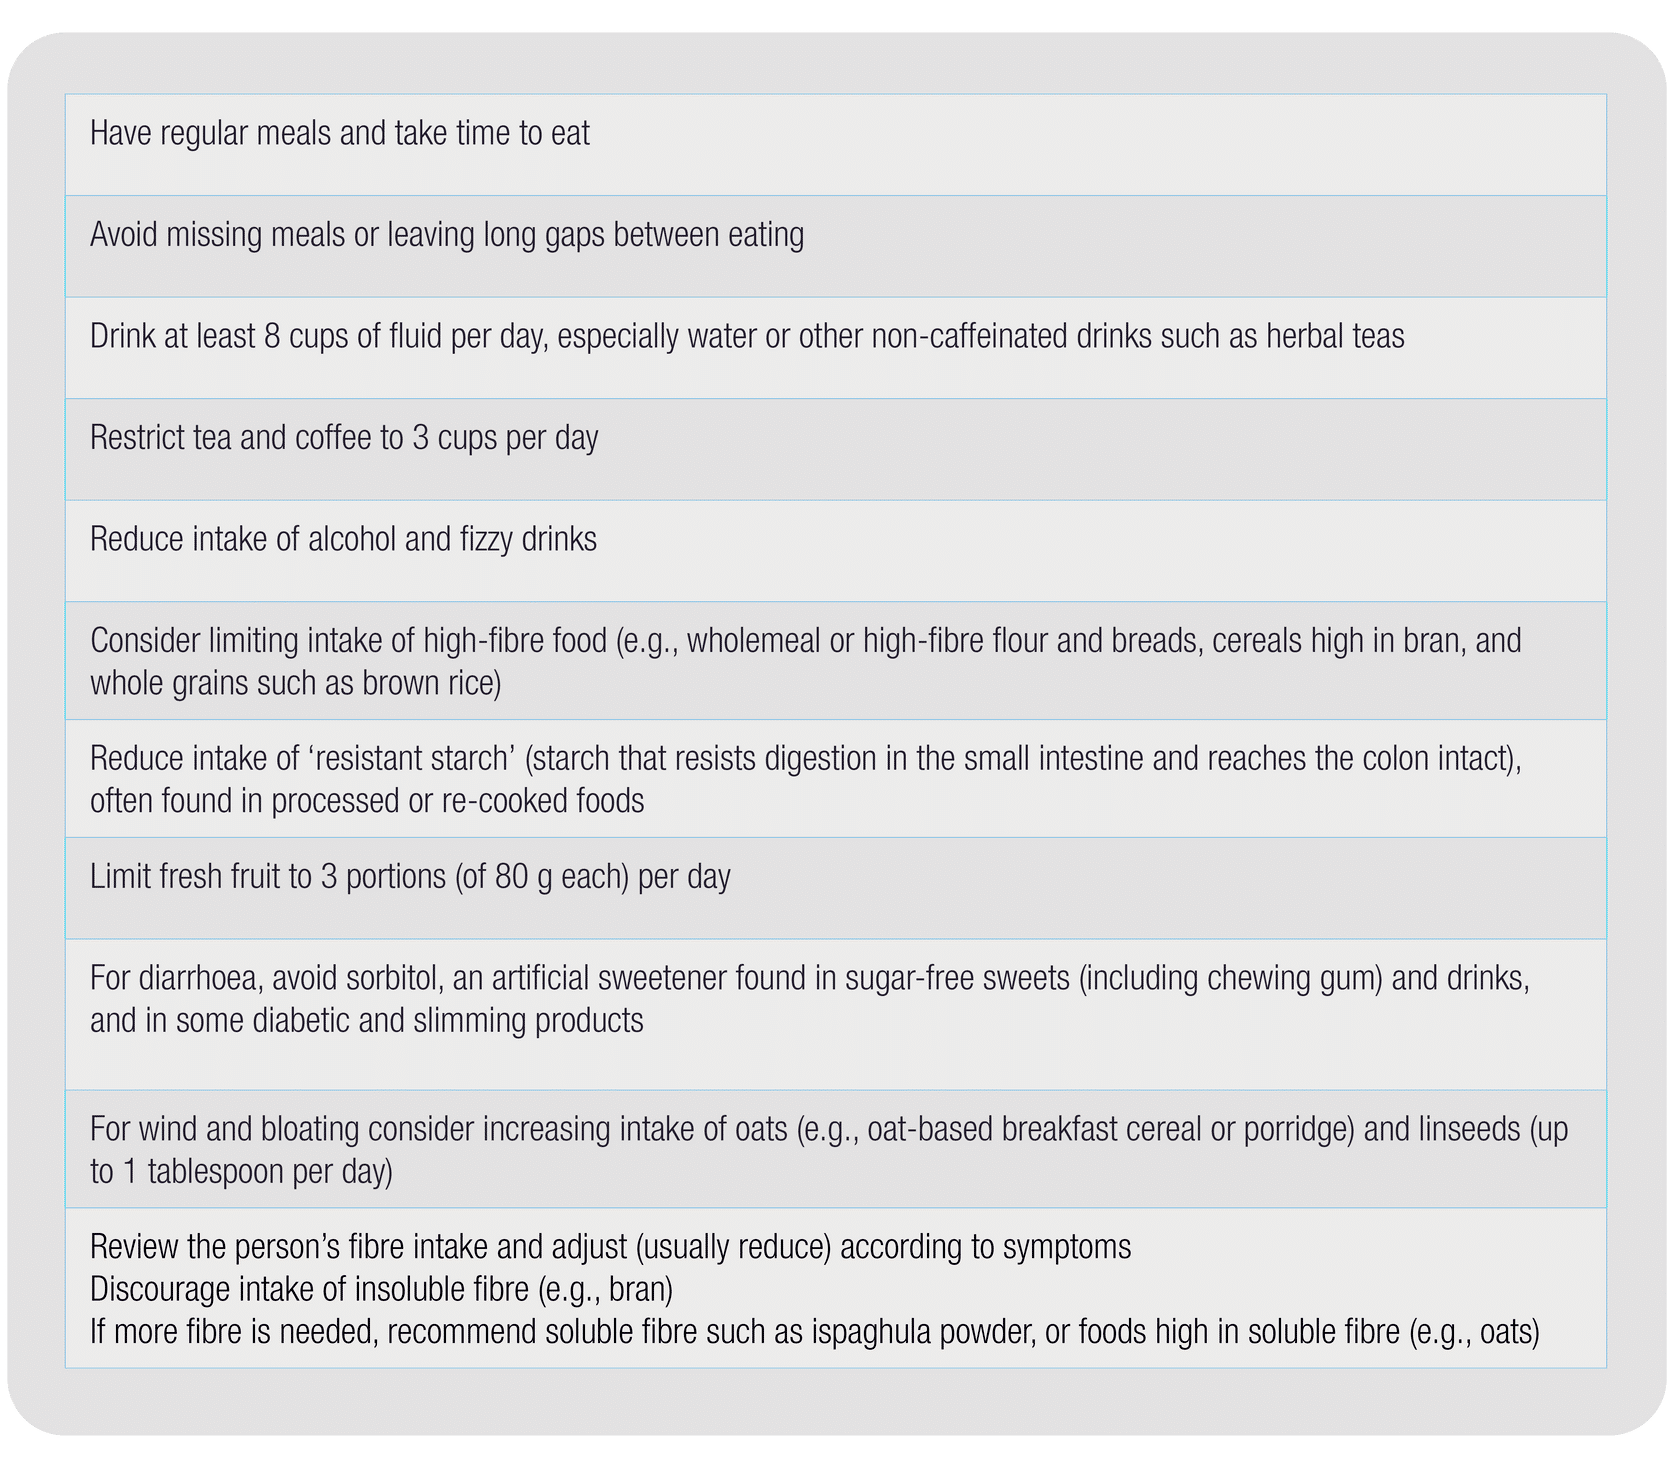 Have regular meals and take time to eat
Avoid missing meals or leaving long gaps between eating
Drink at least 8 cups of fluid per day, especially water or other non-caffeinated drinks such as herbal teas
Restrict tea and coffee to 3 cups per day
Reduce intake of alcohol and fizzy drinks
Consider limiting intake of high-fibre food (e.g., wholemeal or high-fibre flour and breads, cereals high in bran, and
whole grains such as brown rice)
Reduce intake of ‘resistant starch’ (starch that resists digestion in the small intestine and reaches the colon intact),
often found in processed or re-cooked foods
Limit fresh fruit to 3 portions (of 80 g each) per day
For diarrhoea, avoid sorbitol, an artificial sweetener found in sugar-free sweets (including chewing gum) and drinks,
and in some diabetic and slimming products
For wind and bloating consider increasing intake of oats (e.g., oat-based breakfast cereal or porridge) and linseeds (up
to 1 tablespoon per day)
Review the person’s fibre intake and adjust (usually reduce) according to symptoms
Discourage intake of insoluble fibre (e.g., bran)
If more fibre is needed, recommend soluble fibre such as ispaghula powder, or foods high in soluble fibre (e.g., oats)